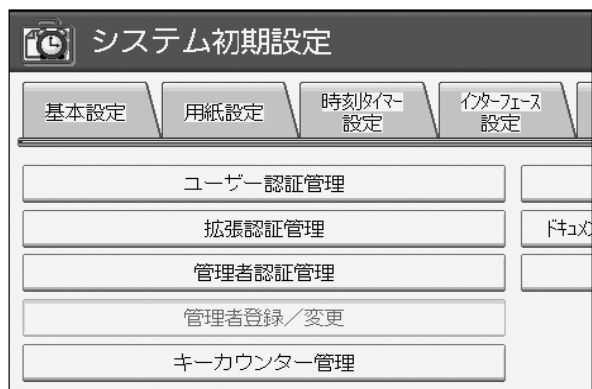 システム初期設定
基本設定
用紙設定
時刻タイマー
設定
インターフェース
設定
ユーザー認証管理
拡張認証管理
ドキュメン
管理者認証管理
管理者登録／変更
キーカウンター管理